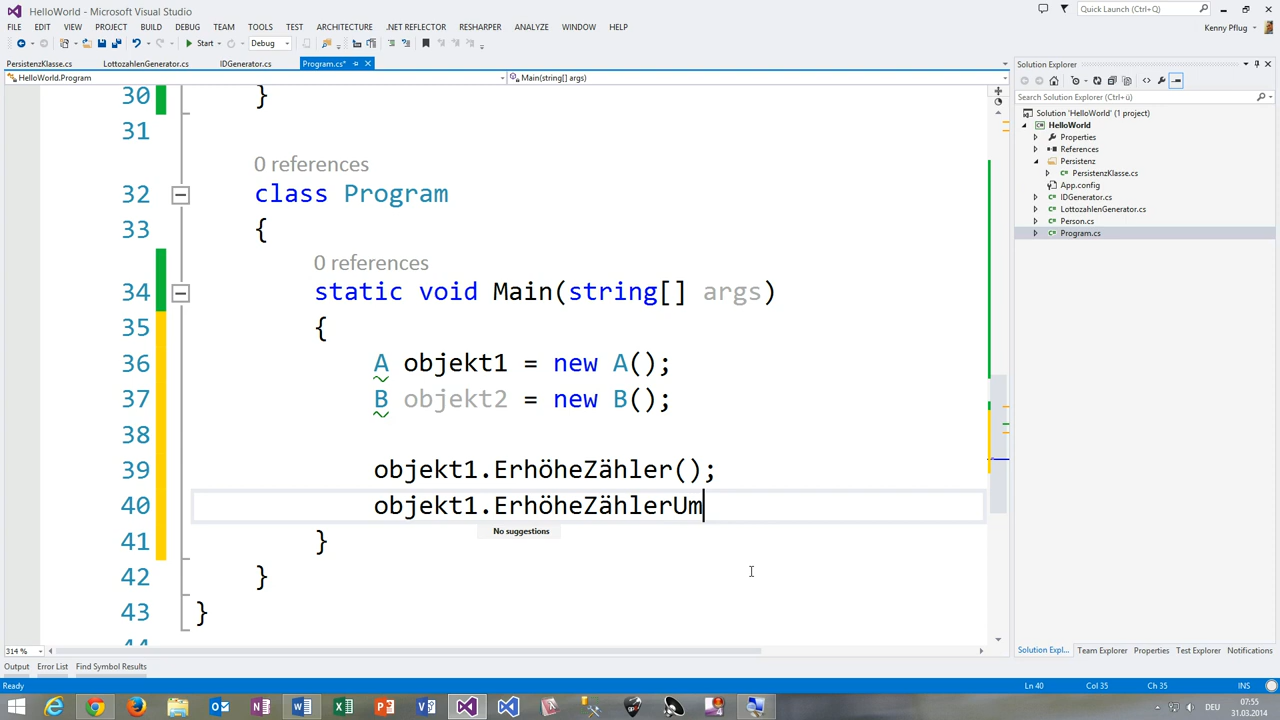 HelloWorld - Microsoft Visual Studio
Quick Launch (Ctrl+Q)
FILE EDIT VIEW PROJECT BUILD DEBUG TEAM TOOLS TEST ARCHITECTURE .NET REFLECTOR RESHARPER ANALYZE WINDOW HELP
Kenny Pflug
Start Debug
PersistenzKlasse.cs LottozahlenGenerator.cs IDGenerator.cs Program.cs*
HelloWorld.Program Main(string[] args)
30 }
31
0 references
32 class Program
33 {
0 references
34 static void Main(string[] args)
35 {
36 A objekt1 = new A();
37 B objekt2 = new B();
38
39 objekt1.ErhöheZähler();
40 objekt1.ErhöheZählerUm
No suggestions
41 }
42 }
43 }
44
314 %
Solution Explorer
Search Solution Explorer (Ctrl+ü)
Solution 'HelloWorld' (1 project)
HelloWorld
Properties
References
Persistenz
PersistenzKlasse.cs
App.config
IDGenerator.cs
LottozahlenGenerator.cs
Person.cs
Program.cs
Solution Expl... Team Explorer Properties Test Explorer Notifications
Output Error List Find Symbol Results
Ready Ln 40 Col 35 Ch 35 INS
DEU
07:55
31.03.2014